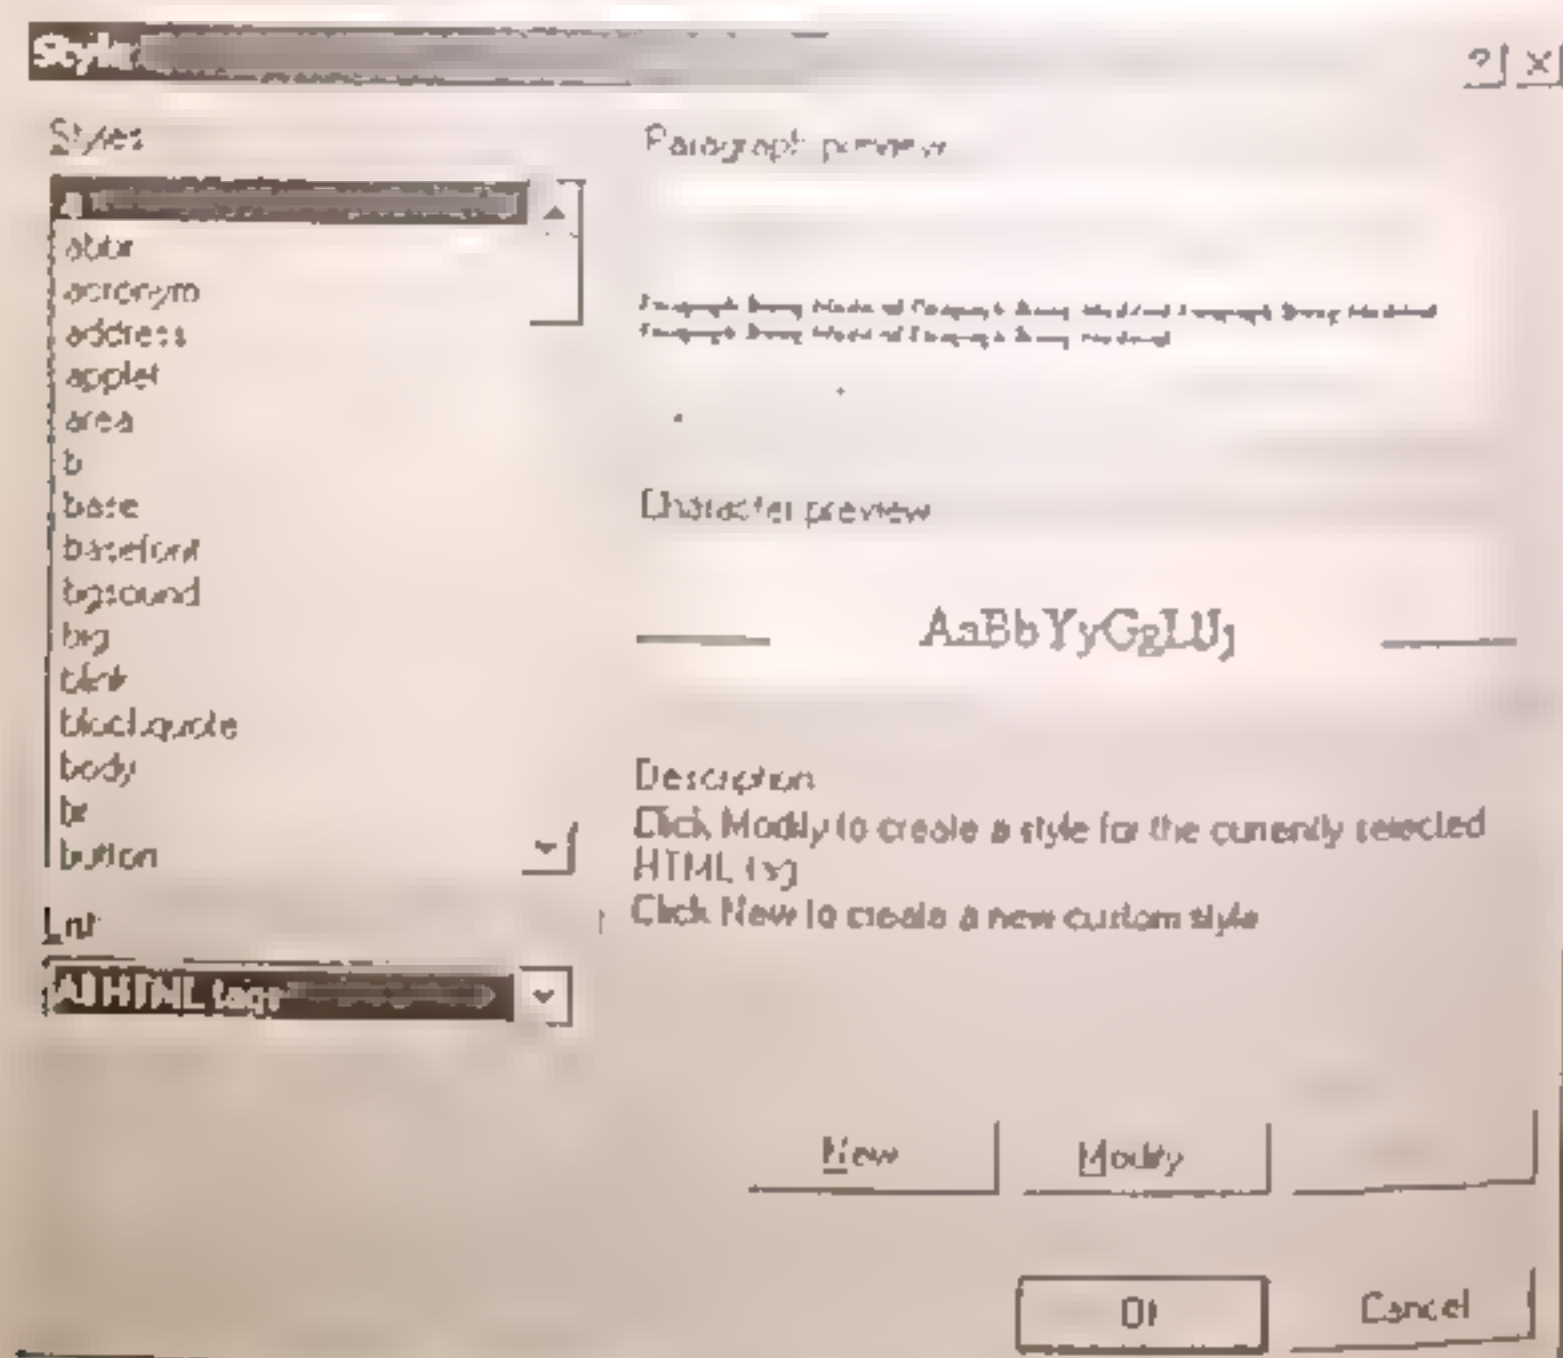 Style
?
X
Styles
a
abbr
acronym
address
applet
area
b
base
basefont
bgsound
big
blink
blockquote
body
br
button
List
All HTML tags
Paragraph preview
Character preview
AaBbYyGgLlJj
Description
Click Modify to create a style for the currently selected
HTML tag
Click New to create a new custom style
New
Modify
OK
Cancel